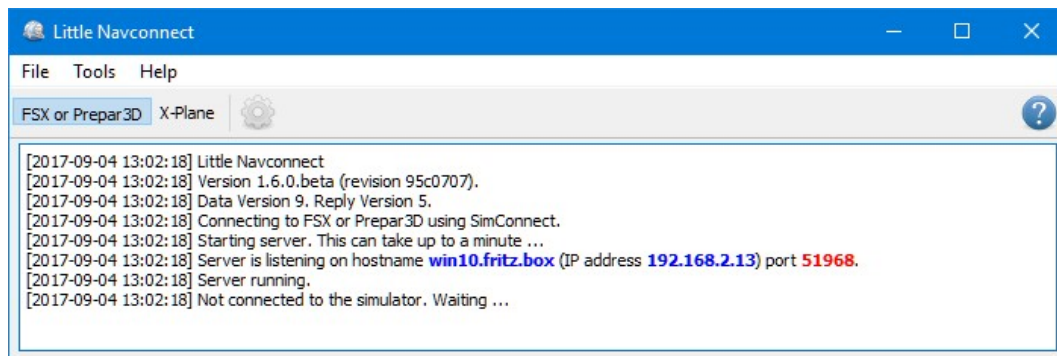 Little Navconnect
File Tools Help
FSX or Prepar3D X-Plane
?
[2017-09-04 13:02:18] Little Navconnect
[2017-09-04 13:02:18] Version 1.6.0.beta (revision 95c0707).
[2017-09-04 13:02:18] Data Version 9. Reply Version 5.
[2017-09-04 13:02:18] Connecting to FSX or Prepar3D using SimConnect.
[2017-09-04 13:02:18] Starting server. This can take up to a minute ...
[2017-09-04 13:02:18] Server is listening on hostname win10.fritz.box (IP address 192.168.2.13) port 51968.
[2017-09-04 13:02:18] Server running.
[2017-09-04 13:02:18] Not connected to the simulator. Waiting ...